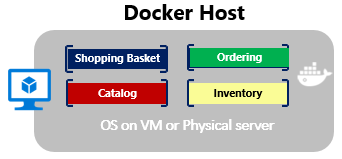 Docker Host
Shopping Basket
Ordering
Catalog
Inventory
OS on VM or Physical server